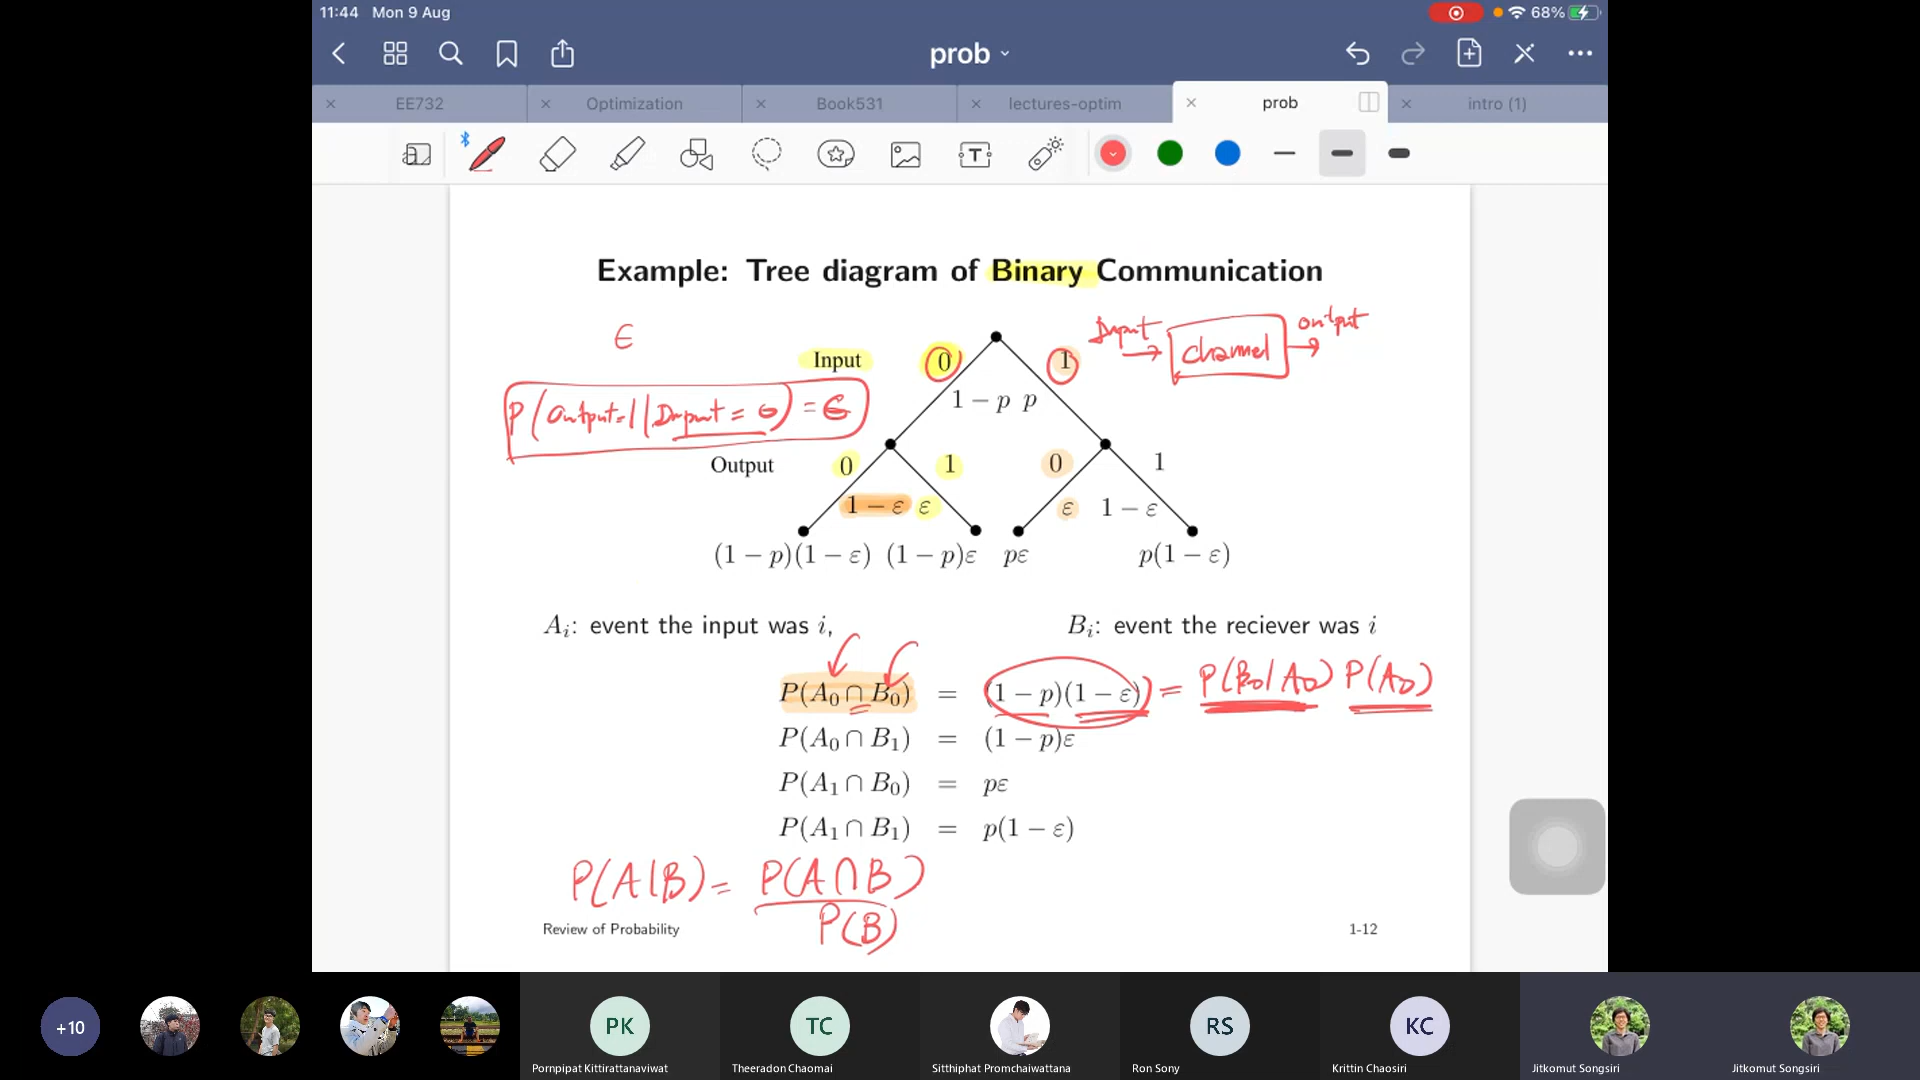 11:44 Mon 9 Aug
68%
prob
EE732
Optimization
Book531
lectures-optim
prob
intro (1)
Example: Tree diagram of Binary Communication
ϵ
Input
0
1
Input
channel
output
1 − p p
P(Output=1|Input = 0) = ϵ
Output
0
1
0
1
1 − ε ε
ε 1 − ε
(1 − p)(1 − ε) (1 − p)ε pε p(1 − ε)
A_i: event the input was i,
B_i: event the reciever was i
P(A_0 ∩ B_0) = (1 − p)(1 − ε) = P(B_0|A_0) P(A_0)
P(A_0 ∩ B_1) = (1 − p)ε
P(A_1 ∩ B_0) = pε
P(A_1 ∩ B_1) = p(1 − ε)
P(A|B) = P(A∩B)
P(B)
Review of Probability
1-12
+10
PK
TC
RS
KC
Pornpipat Kittirattanaviwat
Theeradon Chaomai
Sitthiphat Promchaiwattana
Ron Sony
Krittin Chaosiri
Jitkomut Songsiri
Jitkomut Songsiri